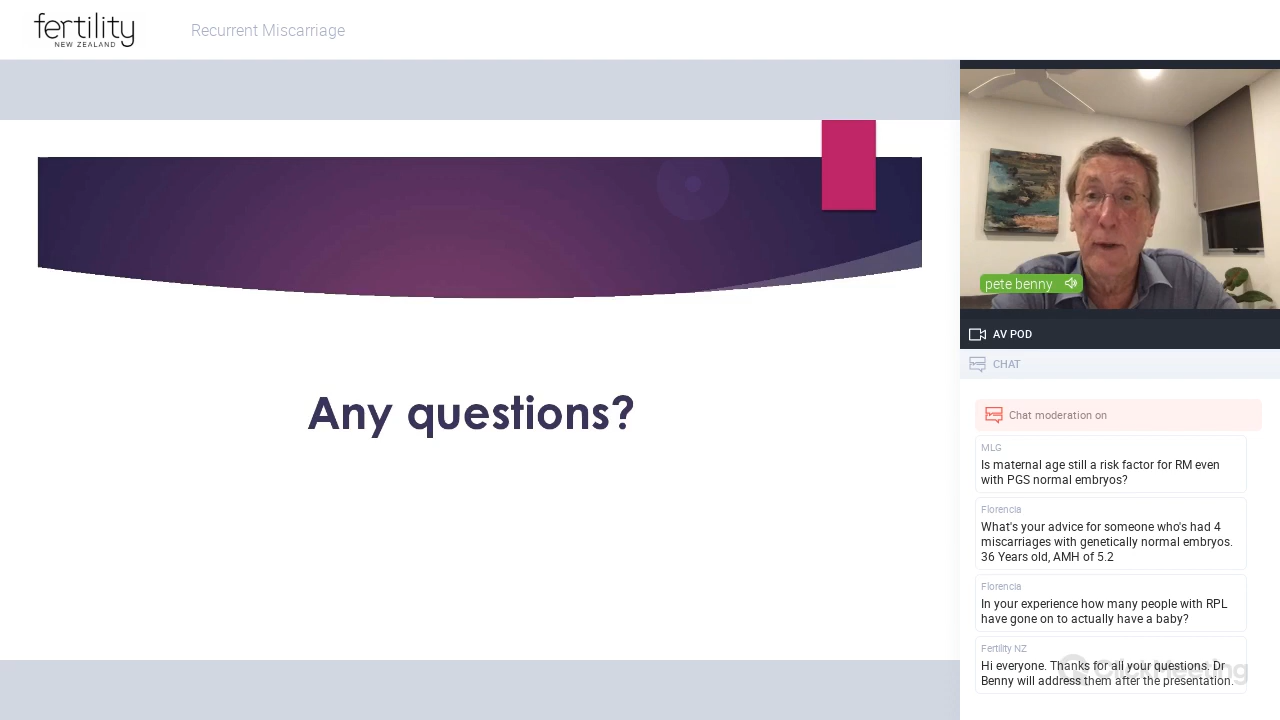 fertility
NEW ZEALAND
Recurrent Miscarriage
Any questions?
pete benny
AV POD
CHAT
Chat moderation on
MLG
Is maternal age still a risk factor for RM even
with PGS normal embryos?
Florencia
What's your advice for someone who's had 4
miscarriages with genetically normal embryos.
36 Years old, AMH of 5.2
Florencia
In your experience how many people with RPL
have gone on to actually have a baby?
Fertility NZ
Hi everyone. Thanks for all your questions. Dr
Benny will address them after the presentation.
ClickMeeting